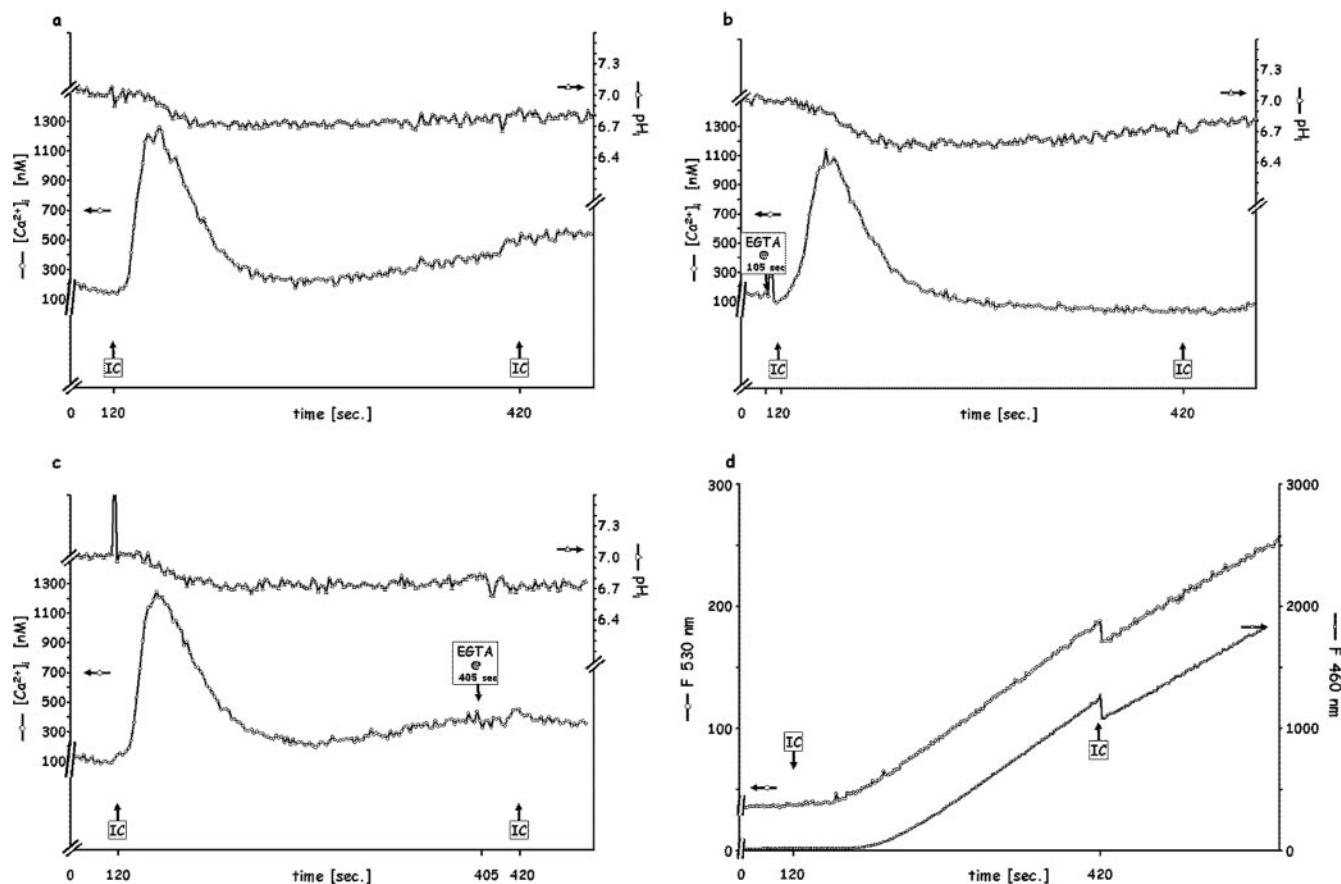 a
7.3
7.0
6.7
6.4
pHi
1300
1100
900
700
500
300
100
[Ca2+]i [nM]
IC
IC
0
120
time [sec.]
420
b
7.3
7.0
6.7
6.4
pHi
1300
1100
900
700
500
300
100
[Ca2+]i [nM]
EGTA
@
105 sec
IC
IC
0
120
time [sec.]
420
c
7.3
7.0
6.7
6.4
pHi
1300
1100
900
700
500
300
100
[Ca2+]i [nM]
EGTA
@
405 sec
IC
IC
0
120
time [sec.]
405 420
d
300
200
100
0
F 530 nm
3000
2000
1000
0
F 460 nm
IC
IC
0
120
time [sec.]
420